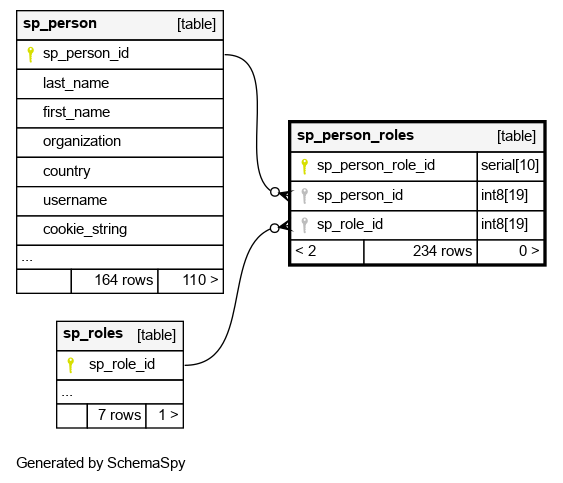 sp_person [table]
sp_person_id
last_name
first_name
organization
country
username
cookie_string
...
164 rows 110 >
sp_person_roles [table]
sp_person_role_id serial[10]
sp_person_id int8[19]
sp_role_id int8[19]
< 2 234 rows 0 >
sp_roles [table]
sp_role_id
...
7 rows 1 >
Generated by SchemaSpy